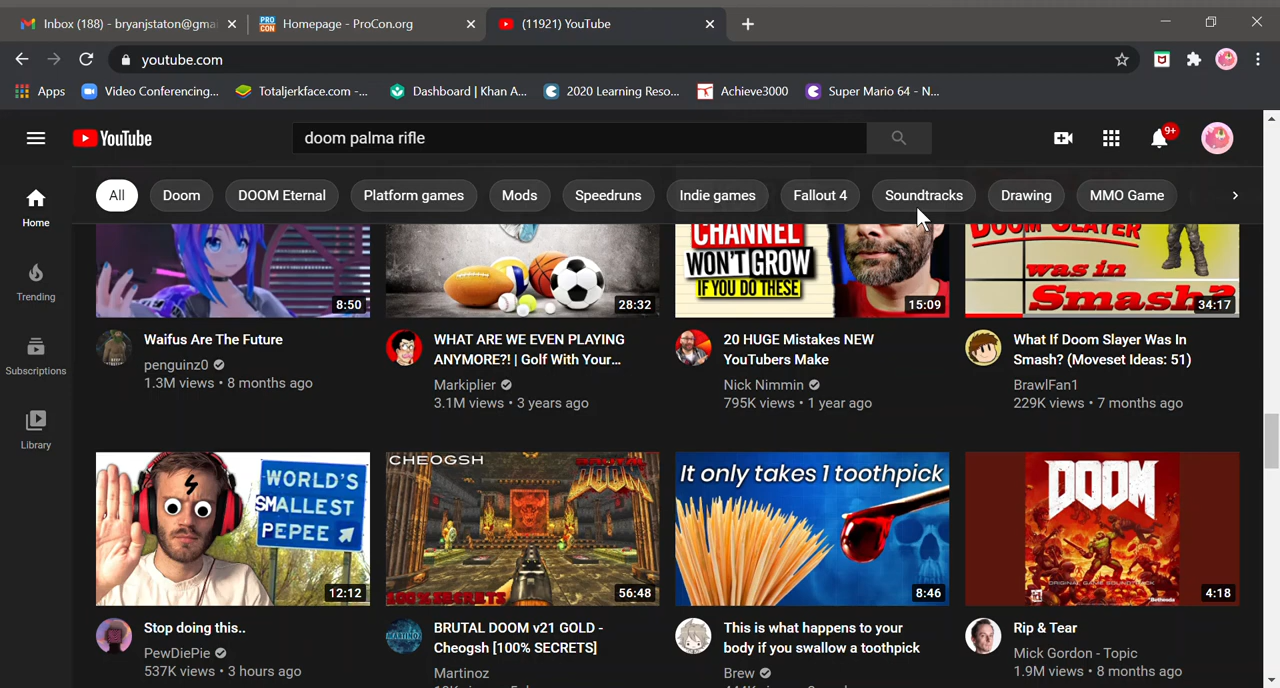 Inbox (188) - bryanjstaton@gma
Homepage - ProCon.org
(11921) YouTube
youtube.com
Apps
Video Conferencing...
Totaljerkface.com -...
Dashboard | Khan A...
2020 Learning Reso...
Achieve3000
Super Mario 64 - N...
YouTube
doom palma rifle
9+
All
Doom
DOOM Eternal
Platform games
Mods
Speedruns
Indie games
Fallout 4
Soundtracks
Drawing
MMO Game
Home
Trending
Subscriptions
Library
8:50
28:32
CHANNEL
WON'T GROW
IF YOU DO THESE
15:09
DOOM SLAYER
was in
Smash?
34:17
Waifus Are The Future
penguinz0
1.3M views • 8 months ago
WHAT ARE WE EVEN PLAYING
ANYMORE?! | Golf With Your...
Markiplier
3.1M views • 3 years ago
20 HUGE Mistakes NEW
YouTubers Make
Nick Nimmin
795K views • 1 year ago
What If Doom Slayer Was In
Smash? (Moveset Ideas: 51)
BrawlFan1
229K views • 7 months ago
WORLD'S
SMALLEST
PEPEE
12:12
CHEOGSH
DOOM
100% SECRETS
56:48
It only takes 1 toothpick
8:46
DOOM
ORIGINAL GAME SOUNDTRACK
Bethesda
4:18
Stop doing this..
PewDiePie
537K views • 3 hours ago
BRUTAL DOOM v21 GOLD -
Cheogsh [100% SECRETS]
Martinoz
This is what happens to your
body if you swallow a toothpick
Brew
Rip & Tear
Mick Gordon - Topic
1.9M views • 8 months ago